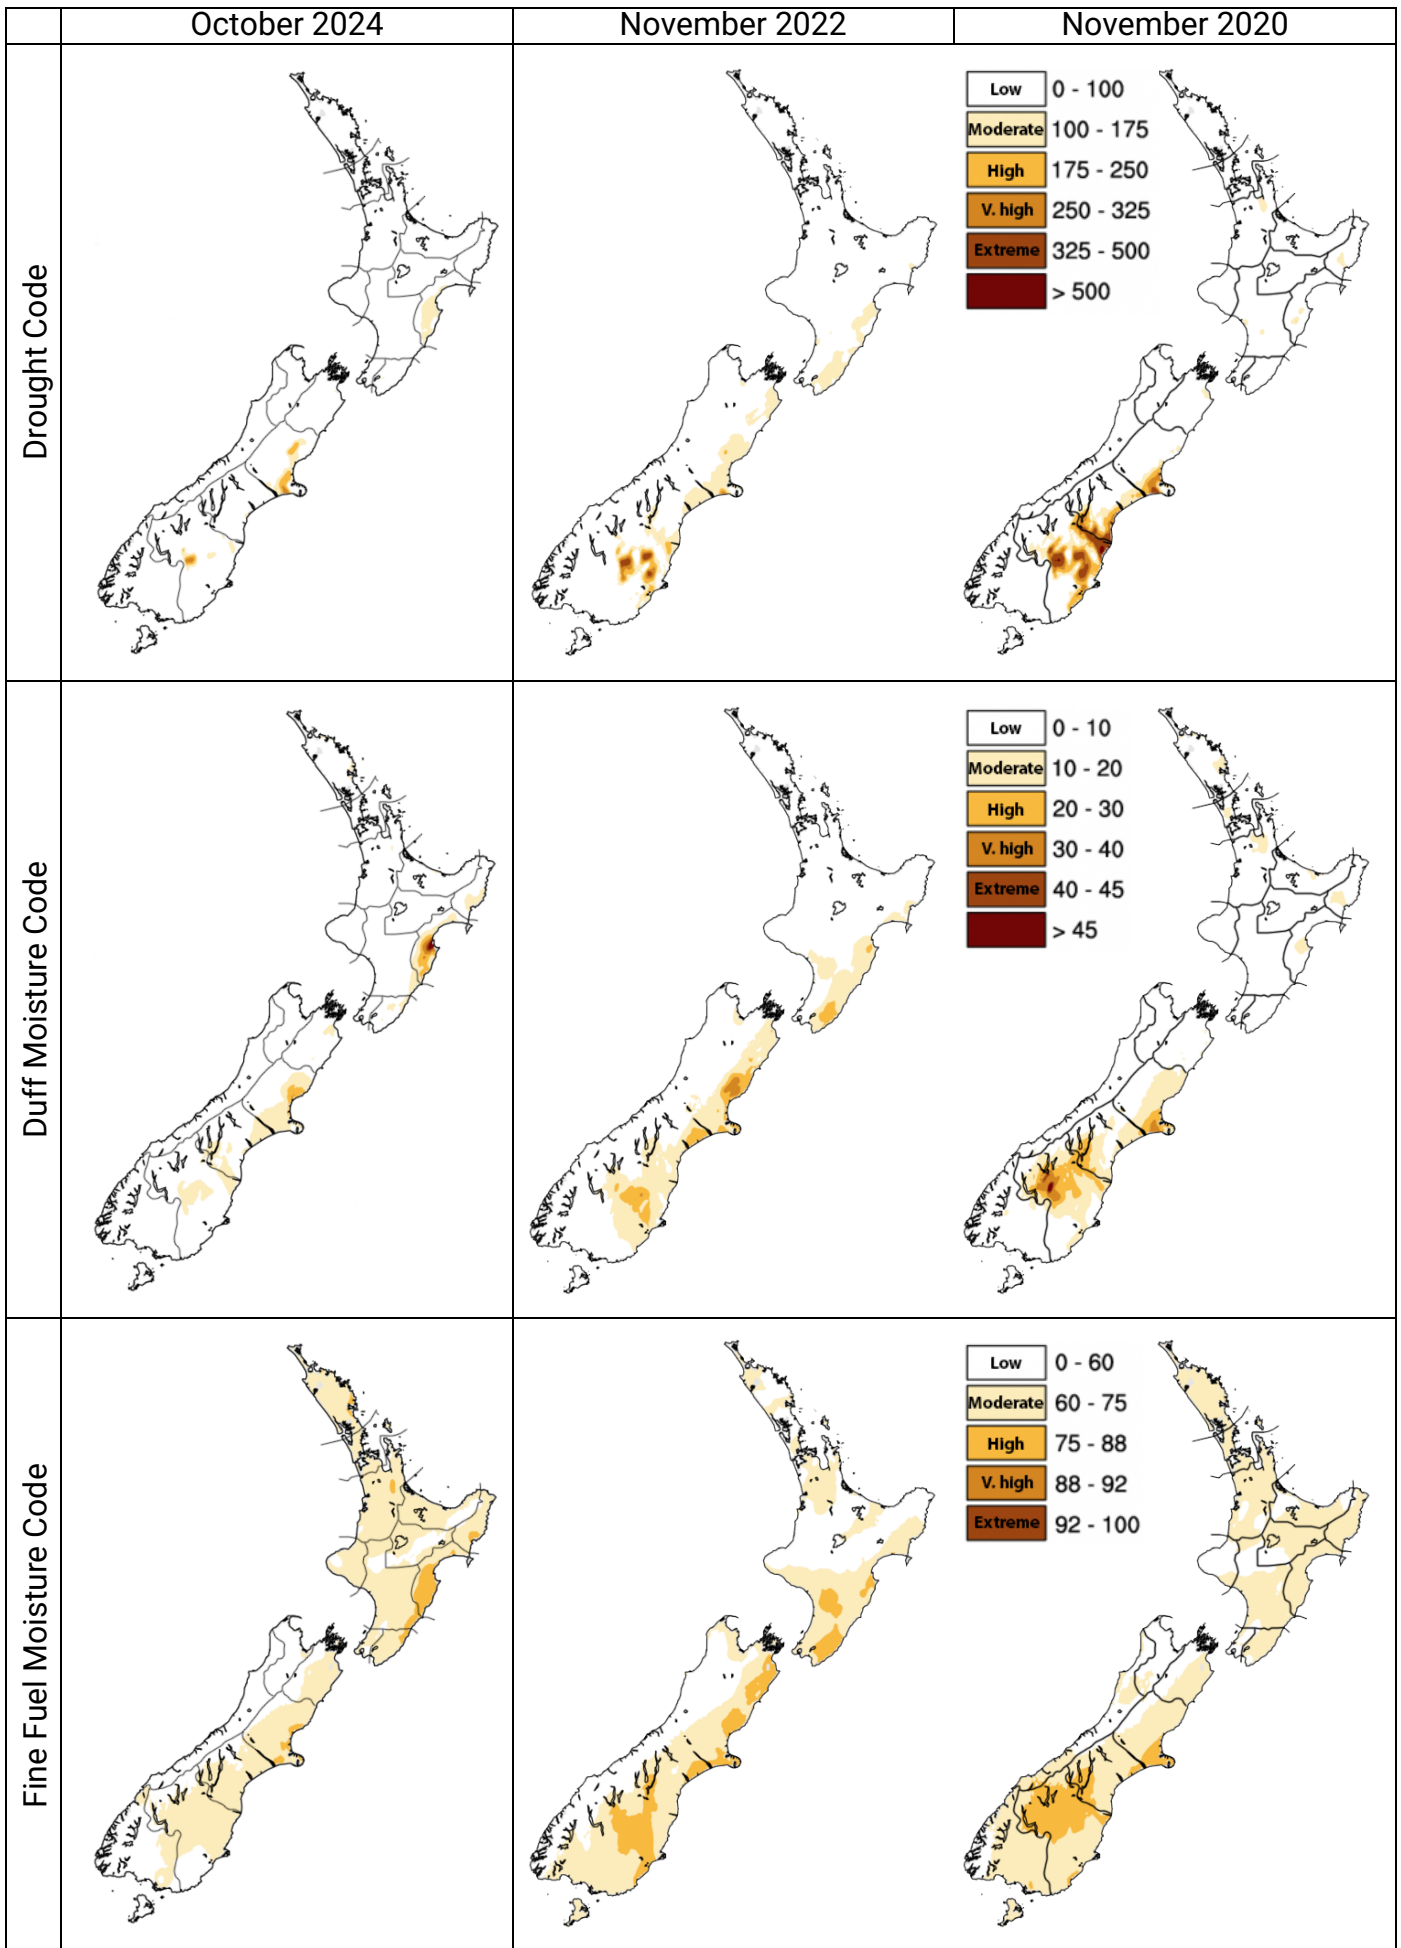 October 2024 November 2022 November 2020
Drought Code
Low 0 - 100
Moderate 100 - 175
High 175 - 250
V. high 250 - 325
Extreme 325 - 500
> 500
Duff Moisture Code
Low 0 - 10
Moderate 10 - 20
High 20 - 30
V. high 30 - 40
Extreme 40 - 45
> 45
Fine Fuel Moisture Code
Low 0 - 60
Moderate 60 - 75
High 75 - 88
V. high 88 - 92
Extreme 92 - 100